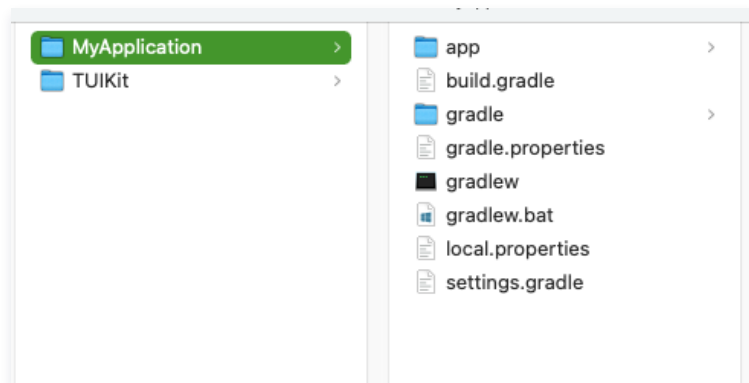 MyApplication
TUIKit
app
build.gradle
gradle
gradle.properties
gradlew
gradlew.bat
local.properties
settings.gradle